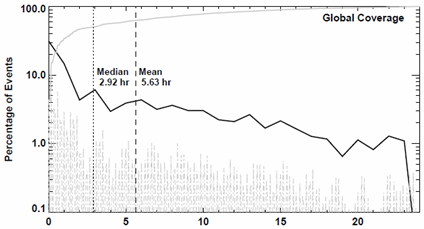 Global Coverage
Percentage of Events
100.0
10.0
1.0
0.1
Median
2.92 hr
Mean
5.63 hr
0 5 10 15 20